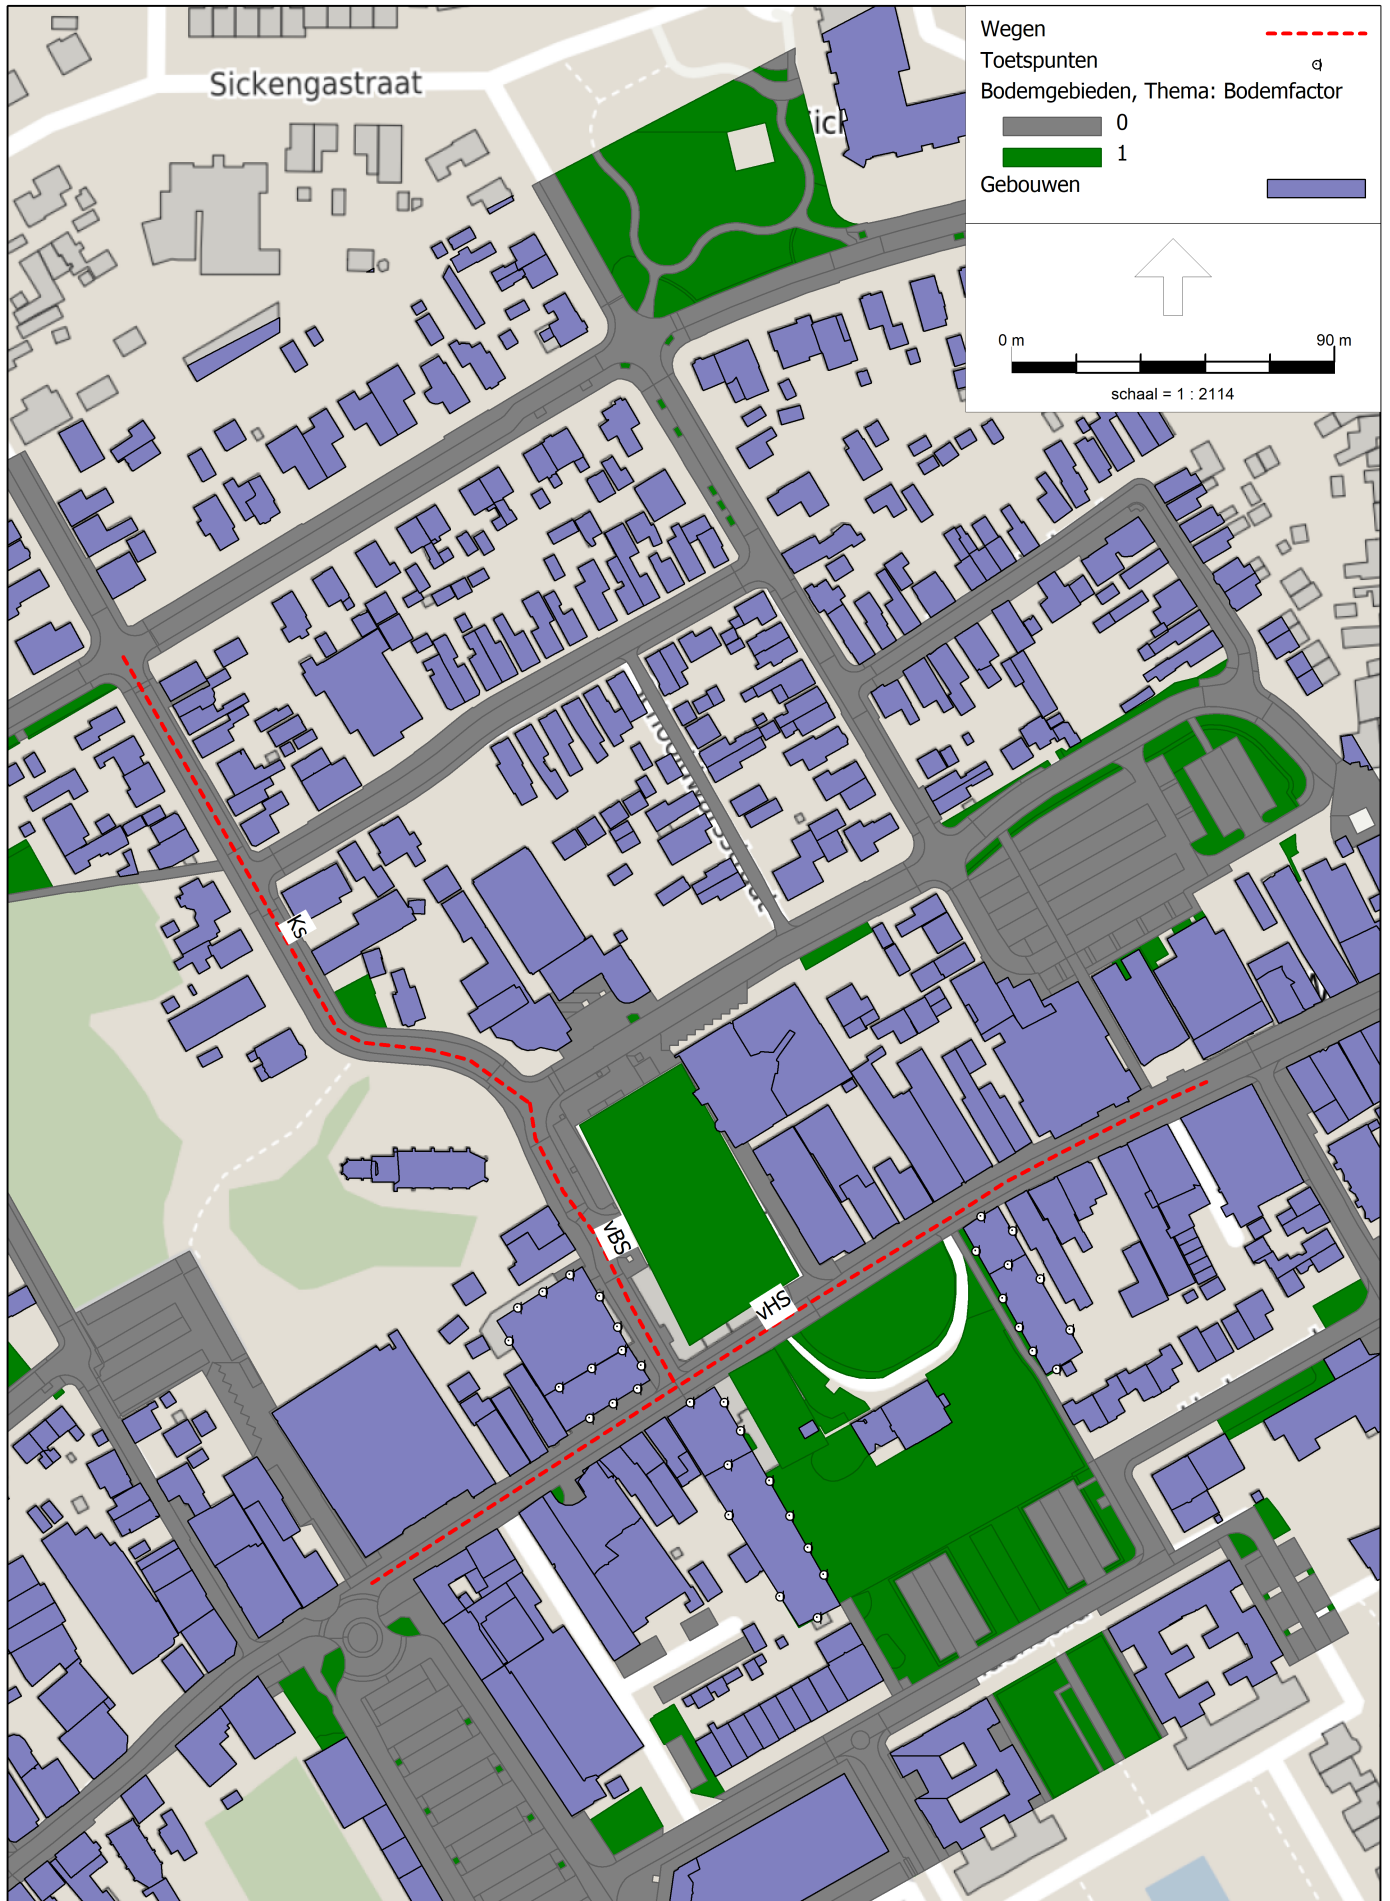 Wegen
Toetspunten
Bodemgebieden, Thema: Bodemfactor
0
1
Gebouwen
0 m 90 m
schaal = 1 : 2114
Sickengastraat
Ks
vBS
vHS